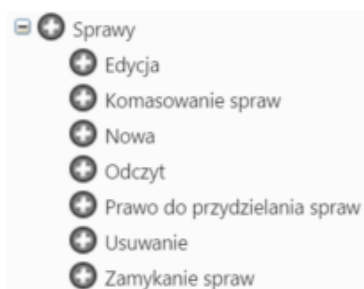 Sprawy
Edycja
Komasowanie spraw
Nowa
Odczyt
Prawo do przydzielania spraw
Usuwanie
Zamykanie spraw